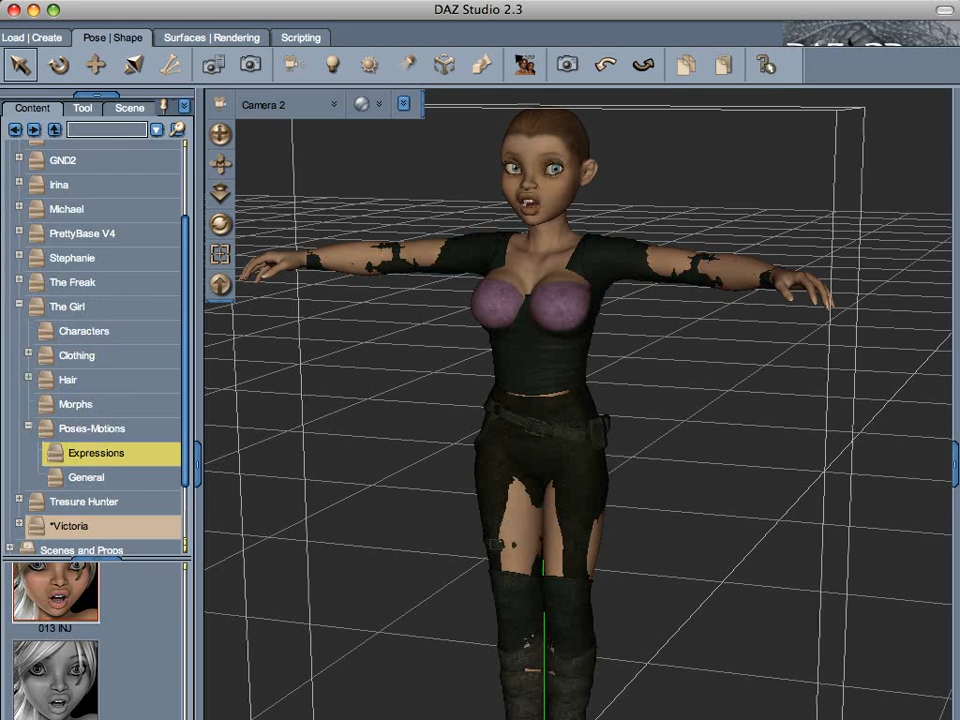 DAZ Studio 2.3
Load | Create
Pose | Shape
Surfaces | Rendering
Scripting
Content
Tool
Scene
Camera 2
GND2
Irina
Michael
PrettyBase V4
Stephanie
The Freak
The Girl
Characters
Clothing
Hair
Morphs
Poses-Motions
Expressions
General
Tresure Hunter
*Victoria
Scenes and Props
013 INJ